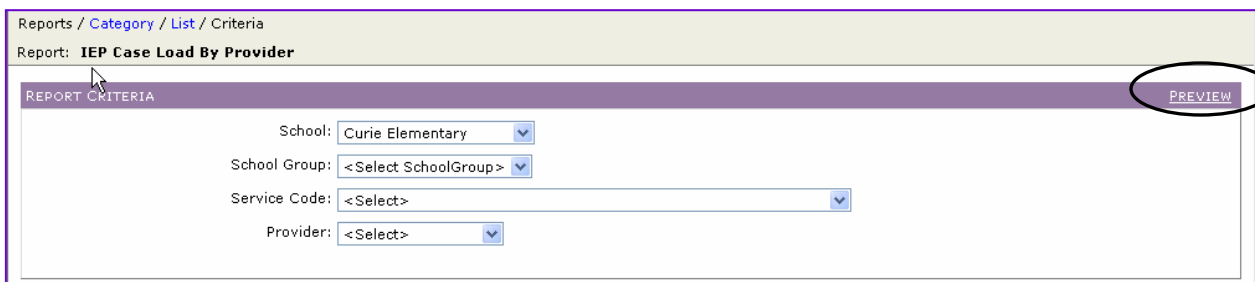 Reports / Category / List / Criteria
Report: IEP Case Load By Provider
REPORT CRITERIA PREVIEW
School: Curie Elementary
School Group: <Select SchoolGroup>
Service Code: <Select>
Provider: <Select>